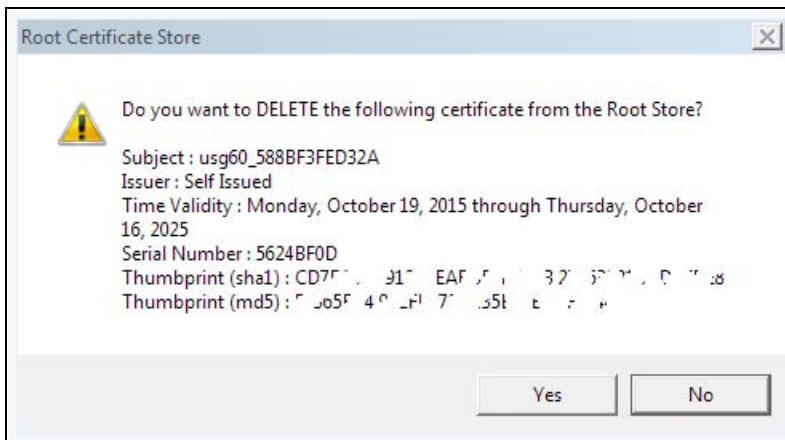 Root Certificate Store
Do you want to DELETE the following certificate from the Root Store?
Subject : usg60_588BF3FED32A
Issuer : Self Issued
Time Validity : Monday, October 19, 2015 through Thursday, October
16, 2025
Serial Number : 5624BF0D
Thumbprint (sha1) :
Thumbprint (md5) :
Yes
No